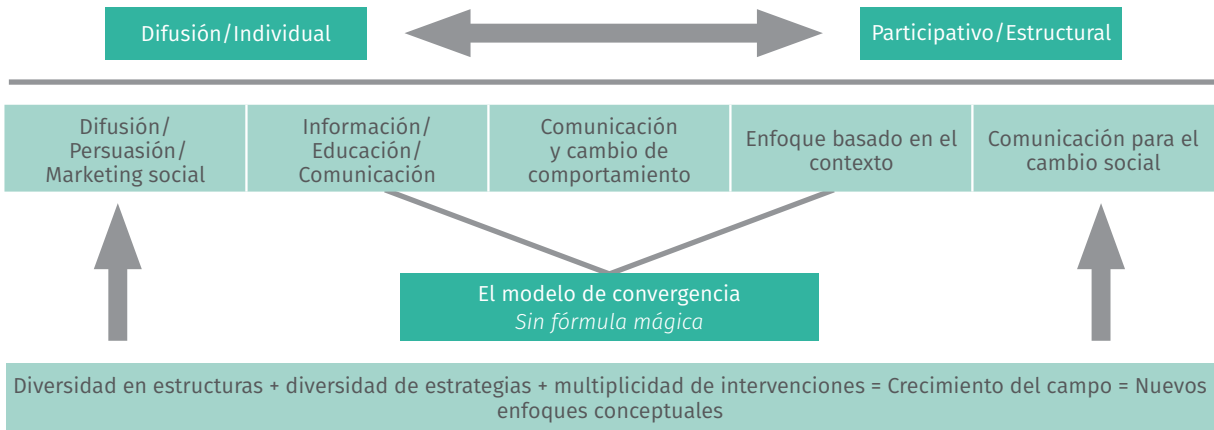 Difusión/Individual
Participativo/Estructural
Difusión/
Persuasión/
Marketing social
Información/
Educación/
Comunicación
Comunicación
y cambio de
comportamiento
Enfoque basado en el
contexto
Comunicación para el
cambio social
El modelo de convergencia
Sin fórmula mágica
Diversidad en estructuras + diversidad de estrategias + multiplicidad de intervenciones = Crecimiento del campo = Nuevos
enfoques conceptuales